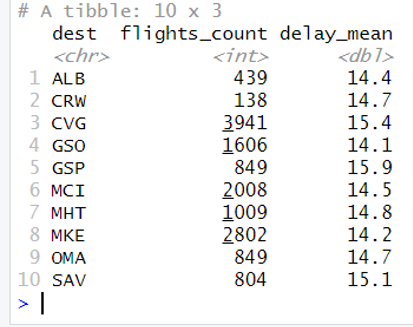 # A tibble: 10 x 3
dest flights_count delay_mean
<chr> <int> <dbl>
1 ALB 439 14.4
2 CRW 138 14.7
3 CVG 3941 15.4
4 GSO 1606 14.1
5 GSP 849 15.9
6 MCI 2008 14.5
7 MHT 1009 14.8
8 MKE 2802 14.2
9 OMA 849 14.7
10 SAV 804 15.1
>